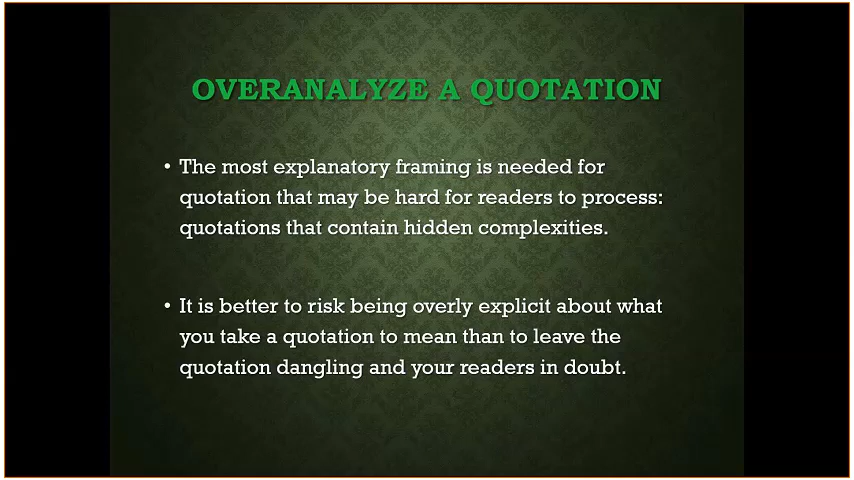 OVERANALYZE A QUOTATION
• The most explanatory framing is needed for
quotation that may be hard for readers to process:
quotations that contain hidden complexities.
• It is better to risk being overly explicit about what
you take a quotation to mean than to leave the
quotation dangling and your readers in doubt.